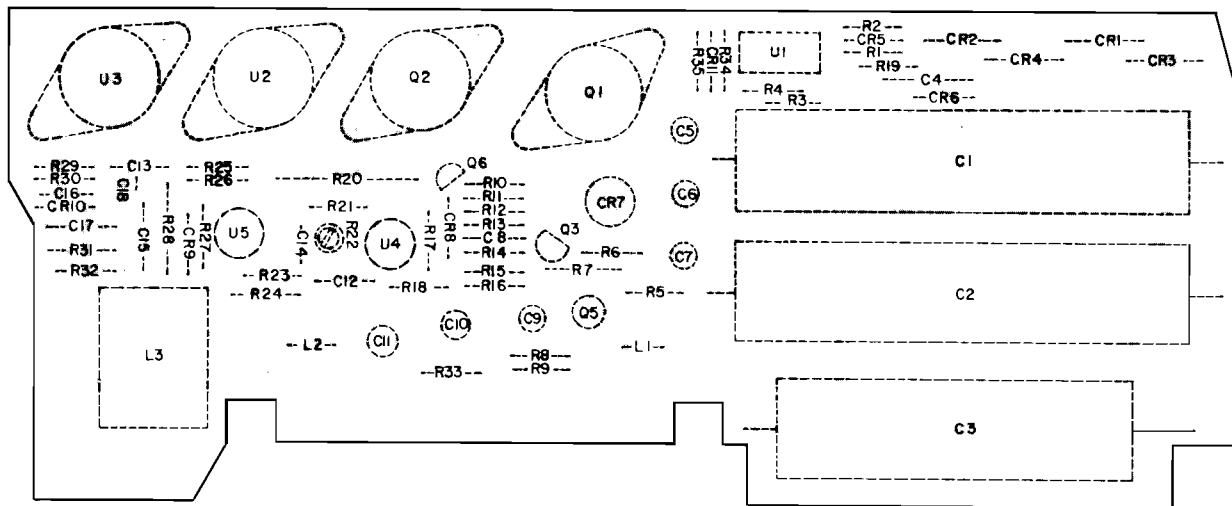 U3
U2
Q2
Q1
R35
CR11
R34
U1
R2
CR5
R1
R19
CR2
CR1
CR4
CR3
C4
CR6
R4
R3
C5
C1
R29
R30
C16
CR10
C17
R31
R32
C13
C18
C15
R28
R25
R26
CR9
R27
U5
R20
R21
C14
R22
U4
R17
CR8
Q6
R10
R11
R12
R13
C8
R14
R15
R16
Q3
CR7
C6
C7
R6
R7
R5
R23
R24
C12
R18
C2
L3
L2
C11
C10
C9
Q5
L1
R8
R9
R33
C3